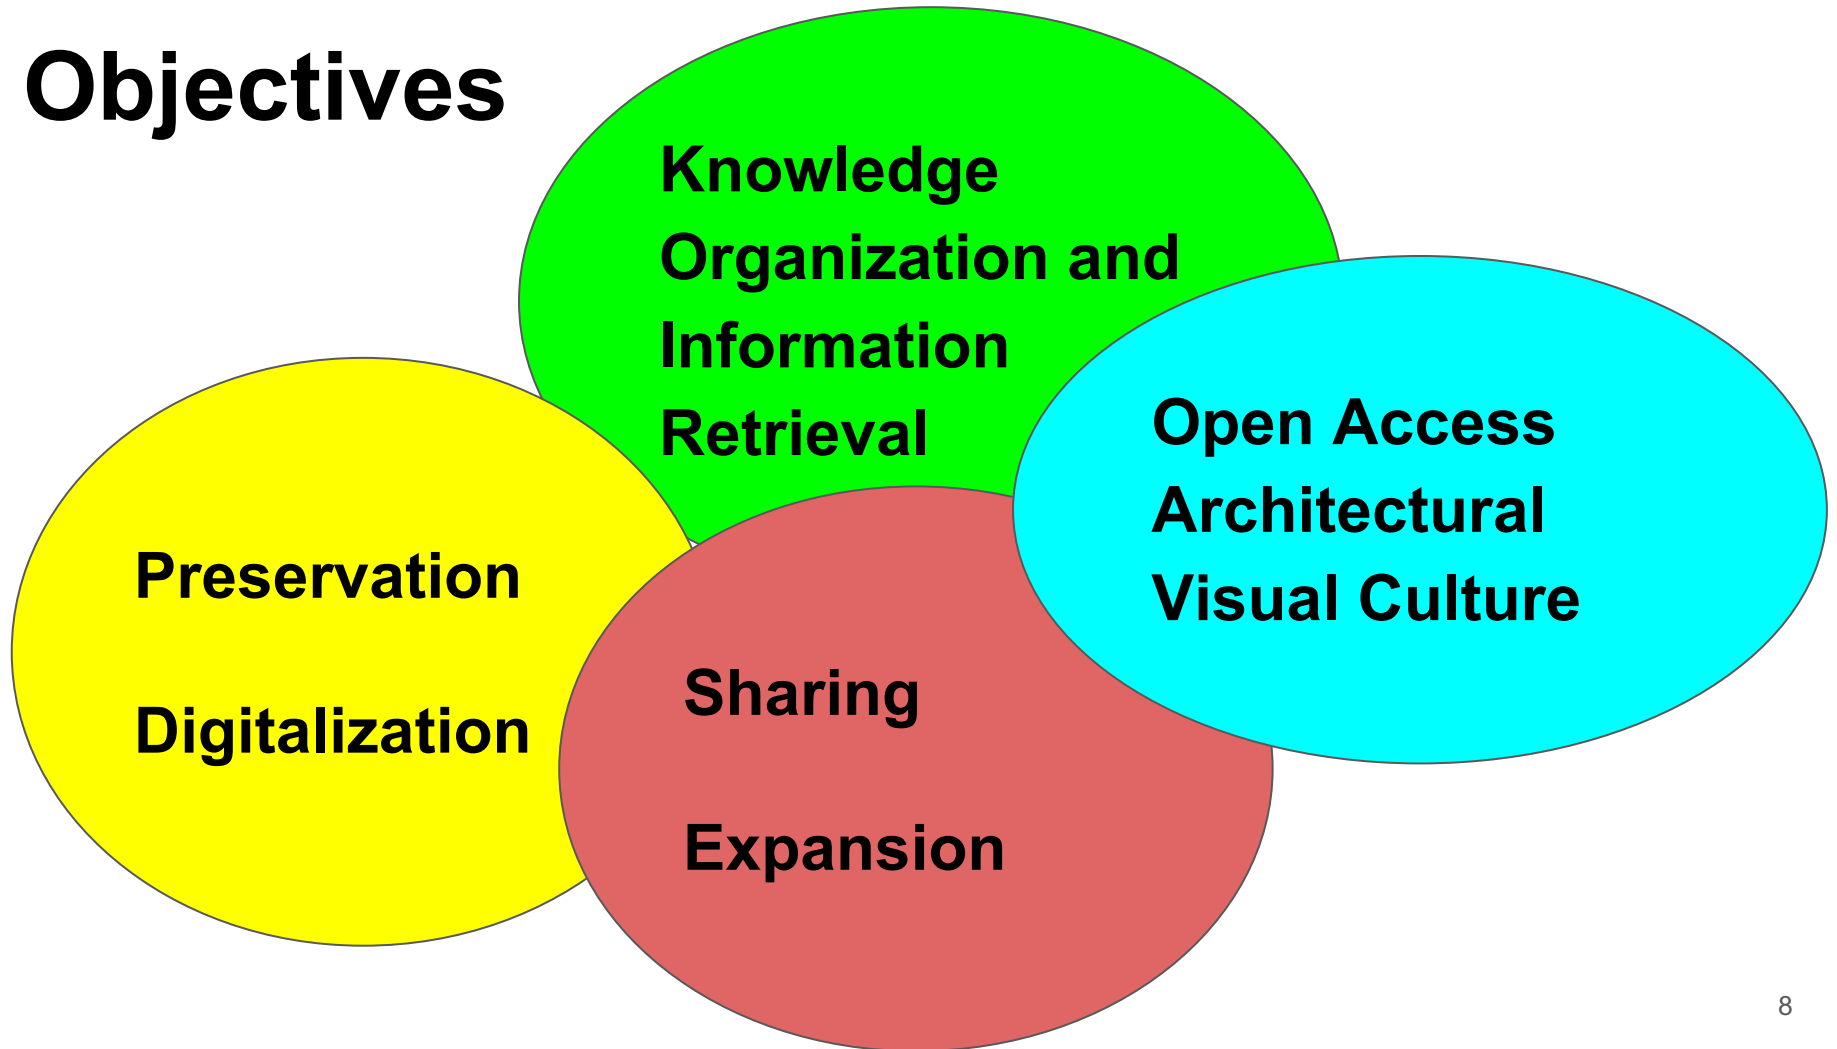 Objectives
Knowledge
Organization and
Information
Retrieval
Open Access
Architectural
Visual Culture
Preservation
Digitalization
Sharing
Expansion
8